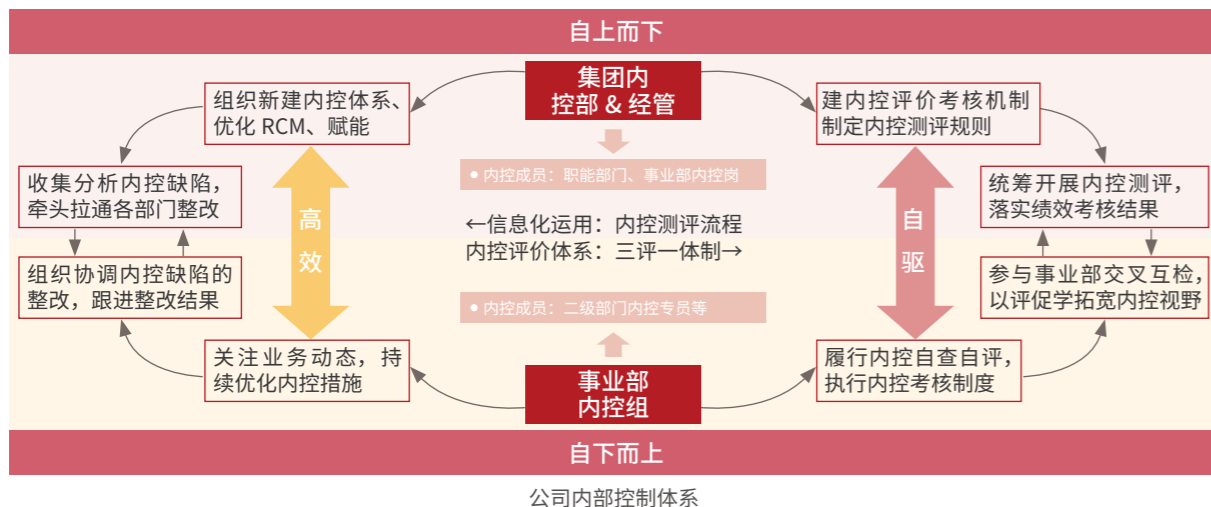 自上而下
集团内
控部 & 经管
组织新建内控体系、
优化 RCM、赋能
建内控评价考核机制
制定内控测评规则
● 内控成员：职能部门、事业部内控岗
收集分析内控缺陷，
牵头拉通各部门整改
统筹开展内控测评，
落实绩效考核结果
高
效
自
驱
←信息化运用：内控测评流程
内控评价体系：三评一体制→
组织协调内控缺陷的
整改，跟进整改结果
参与事业部交叉互检，
以评促学拓宽内控视野
● 内控成员：二级部门内控专员等
关注业务动态，持
续优化内控措施
履行内控自查自评，
执行内控考核制度
事业部
内控组
自下而上
公司内部控制体系